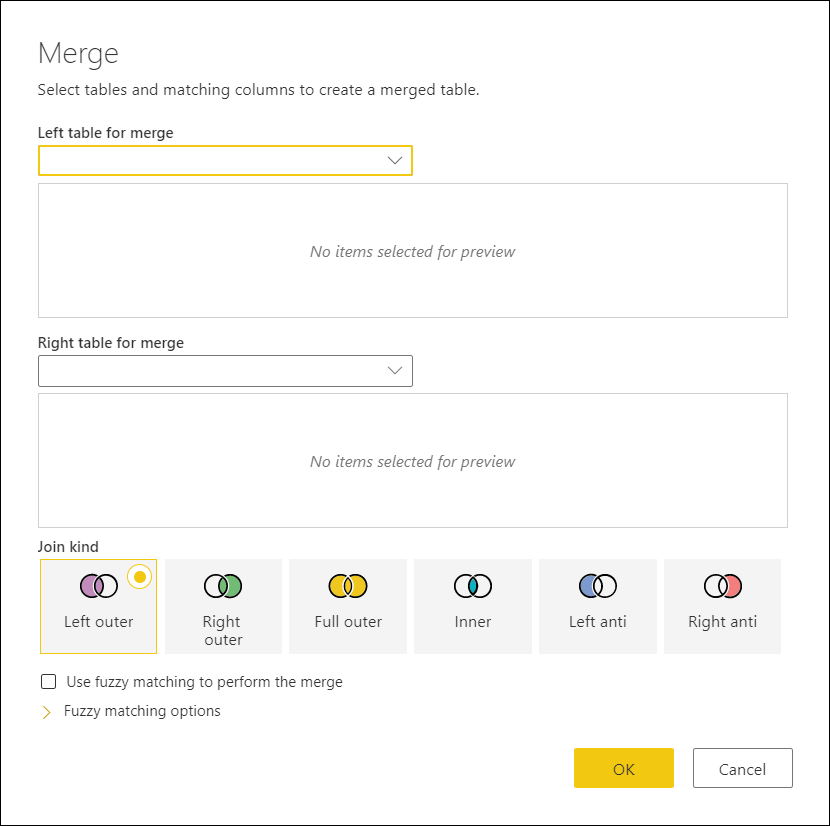 Merge
Select tables and matching columns to create a merged table.
Left table for merge
No items selected for preview
Right table for merge
No items selected for preview
Join kind
Left outer
Right
outer
Full outer
Inner
Left anti
Right anti
Use fuzzy matching to perform the merge
Fuzzy matching options
OK
Cancel